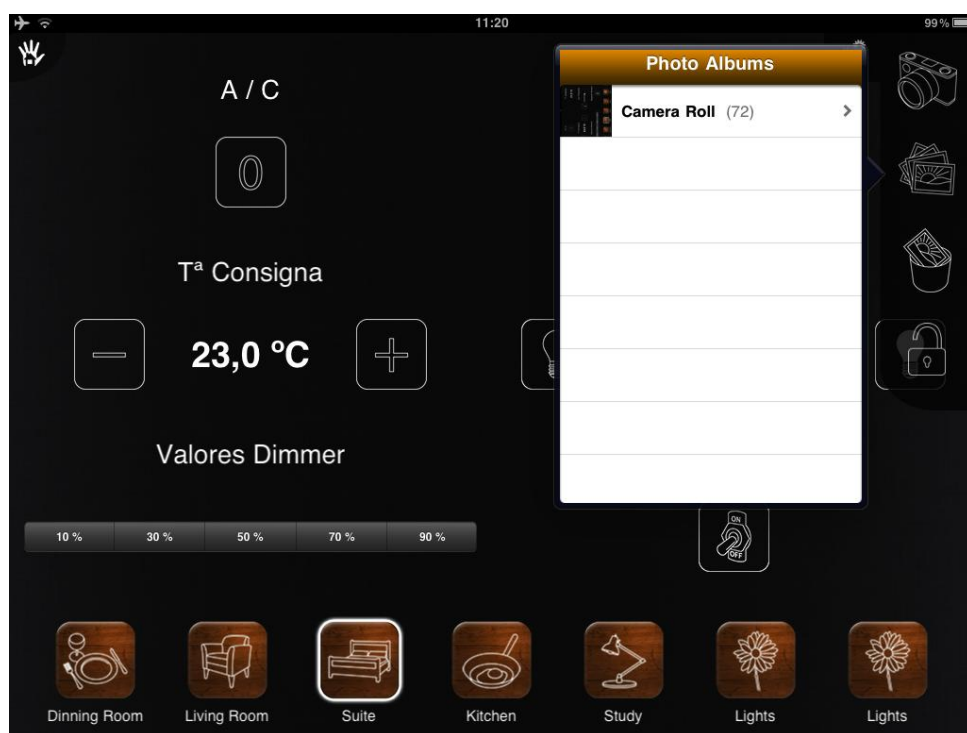 11:20
99 %
Photo Albums
Camera Roll (72)
A / C
0
Tª Consigna
23,0 ºC
Valores Dimmer
10 % 30 % 50 % 70 % 90 %
ON
OFF
Dinning Room Living Room Suite Kitchen Study Lights Lights